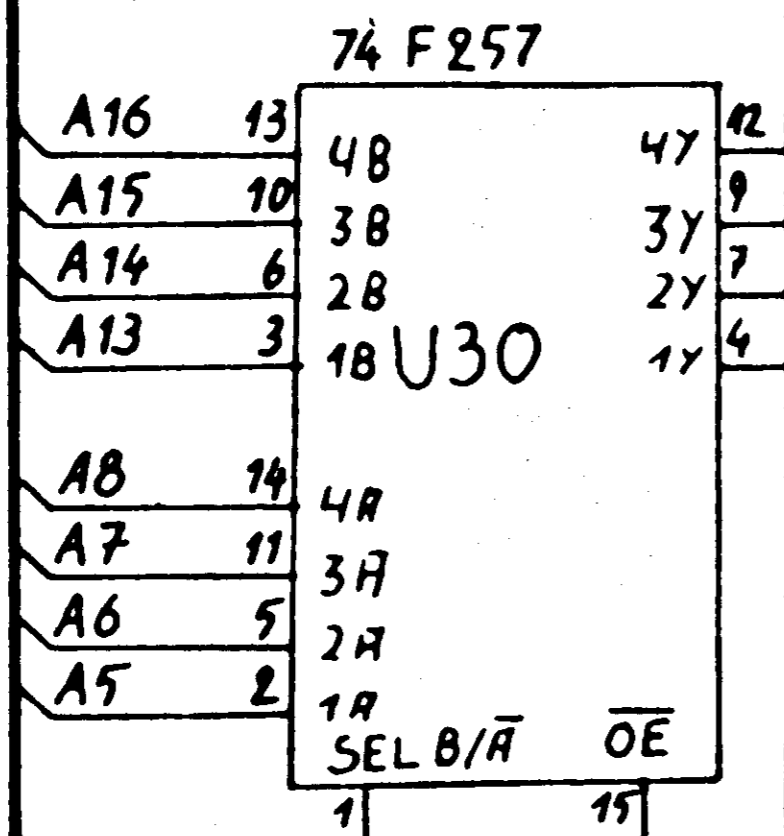 74 F257
A16 13 4B 4Y 12
A15 10 3B 3Y 9
A14 6 2B 2Y 7
A13 3 1B U30 1Y 4
A8 14 4A
A7 11 3A
A6 5 2A
A5 2 1A
SEL B/A̅ O̅E̅
1 15